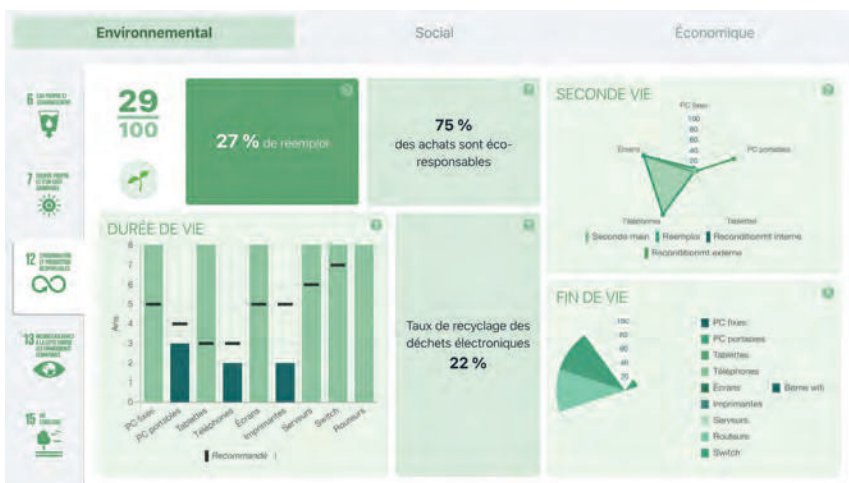 Environnemental
Social
Économique
6
7
12
13
15
29
100
27 % de réemploi
75 %
des achats sont éco-
responsables
SECONDE VIE
PC fixes
100
80
60
40
20
PC portables
Tablettes
Téléphones
Écrans
Seconde main
Réemploi
Reconditionmt interne
Reconditionmt externe
DURÉE DE VIE
8
7
6
5
4
3
2
1
0
Ans
PC fixes
PC portables
Tablettes
Téléphones
Écrans
Imprimantes
Serveurs
Switch
Routeurs
Recommandé
Taux de recyclage des
déchets électroniques
22 %
FIN DE VIE
100
80
60
40
20
PC fixes
PC portables
Tablettes
Téléphones
Écrans
Borne wifi
Imprimantes
Serveurs
Routeurs
Switch